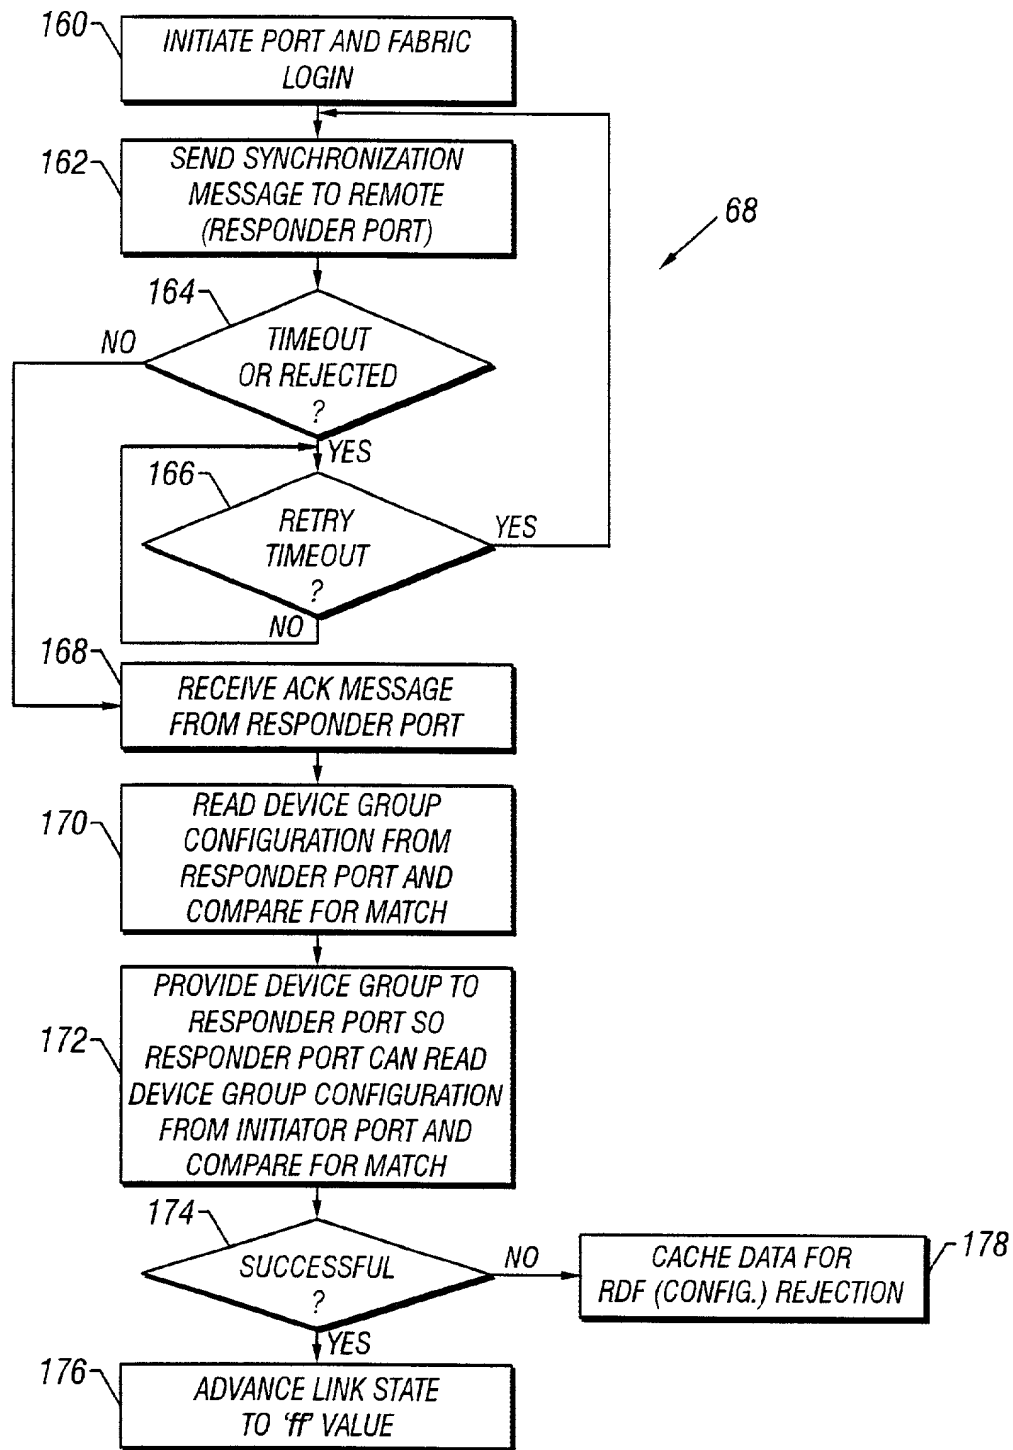 160
INITIATE PORT AND FABRIC
LOGIN
162
SEND SYNCHRONIZATION
MESSAGE TO REMOTE
(RESPONDER PORT)
68
164
NO
TIMEOUT
OR REJECTED
?
YES
166
RETRY
TIMEOUT
?
YES
NO
168
RECEIVE ACK MESSAGE
FROM RESPONDER PORT
170
READ DEVICE GROUP
CONFIGURATION FROM
RESPONDER PORT AND
COMPARE FOR MATCH
172
PROVIDE DEVICE GROUP TO
RESPONDER PORT SO
RESPONDER PORT CAN READ
DEVICE GROUP CONFIGURATION
FROM INITIATOR PORT AND
COMPARE FOR MATCH
174
SUCCESSFUL
?
NO
CACHE DATA FOR
RDF (CONFIG.) REJECTION
178
YES
176
ADVANCE LINK STATE
TO 'ff' VALUE